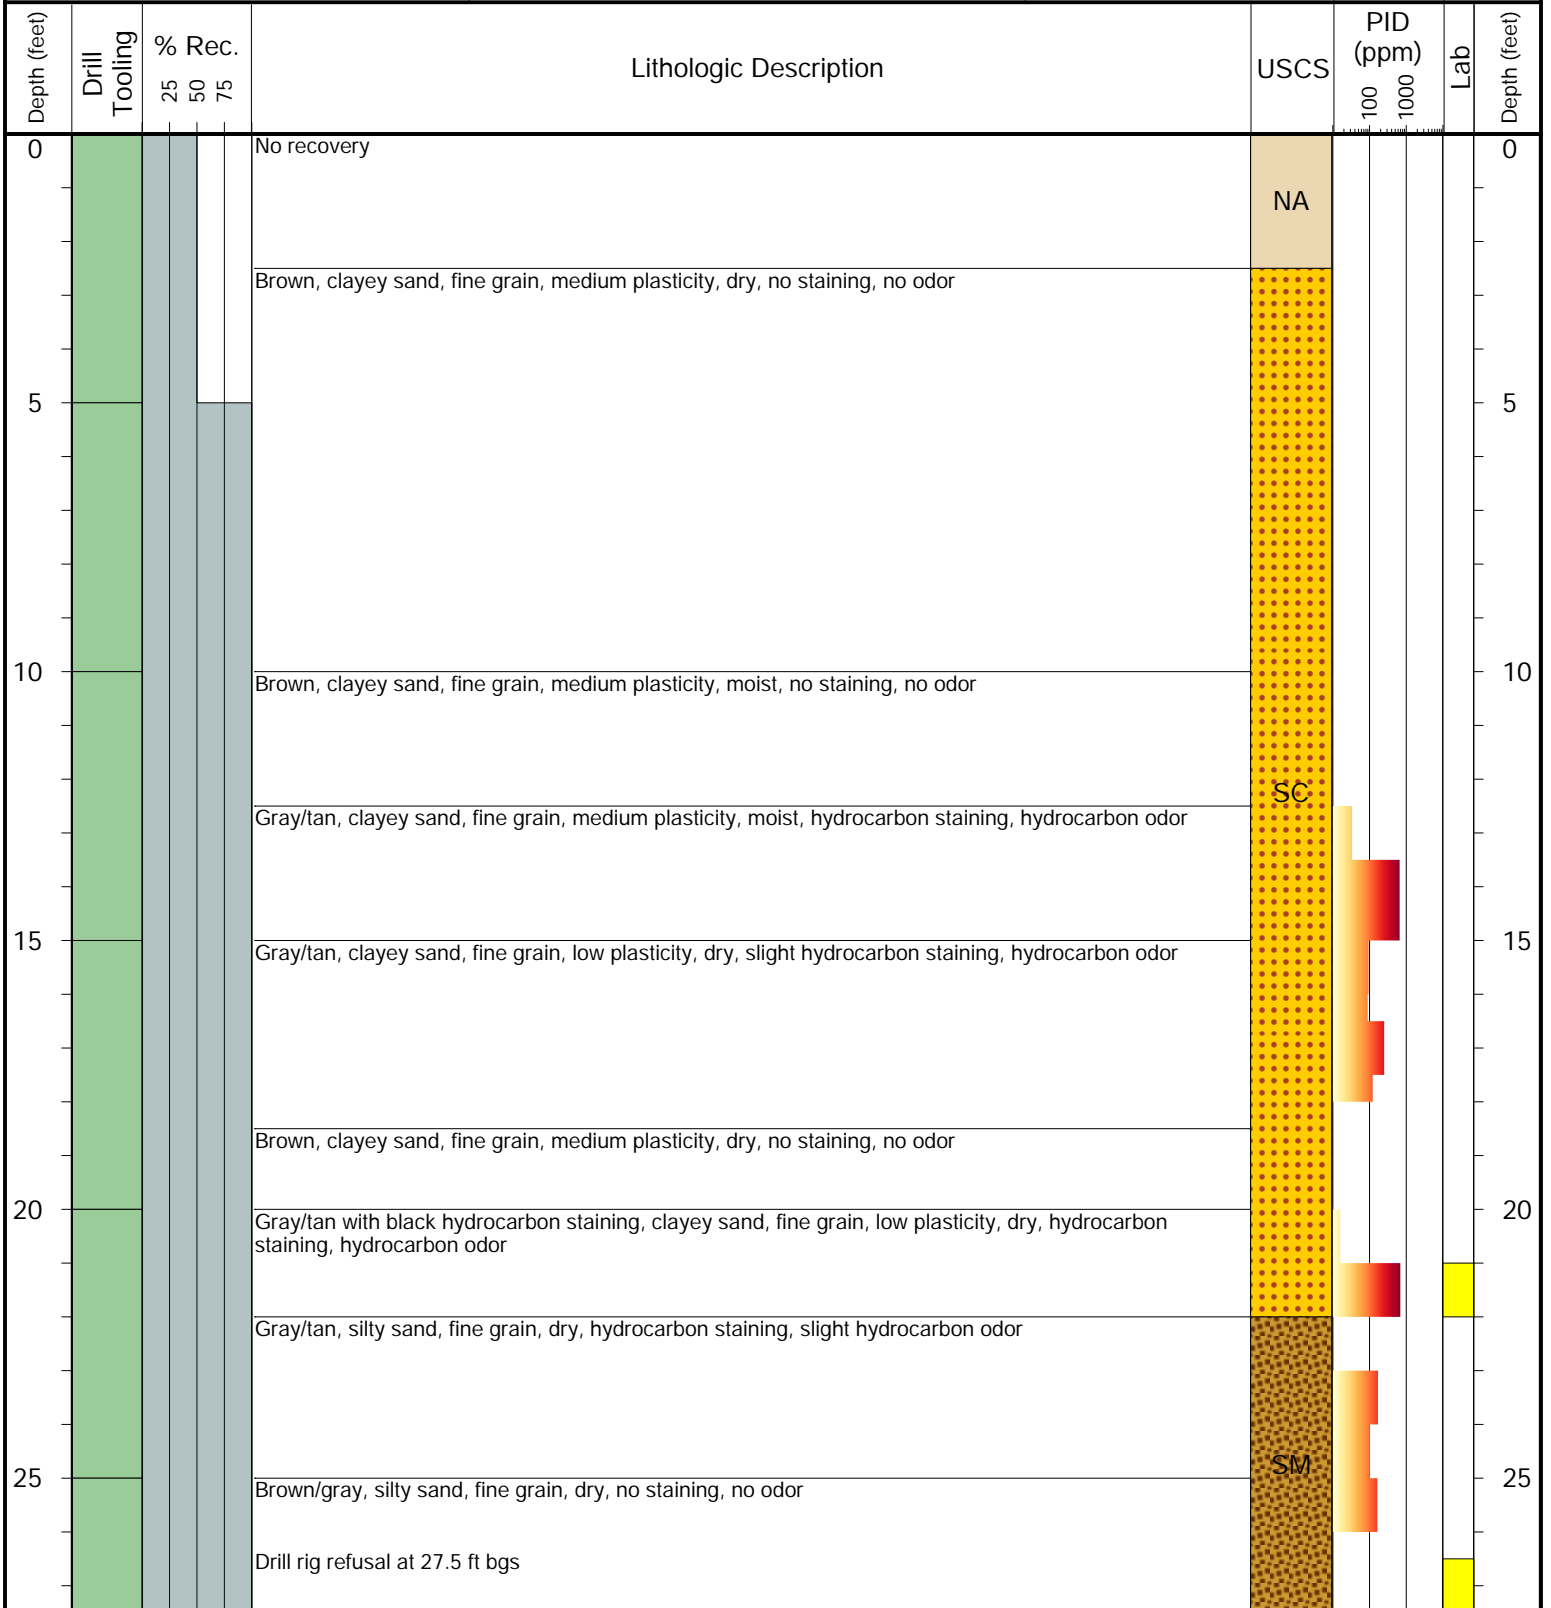 Depth (feet)
Drill
Tooling
% Rec.
25 50 75
Lithologic Description
USCS
PID
(ppm)
100 1000
Lab
Depth (feet)
0
No recovery
NA
0
Brown, clayey sand, fine grain, medium plasticity, dry, no staining, no odor
5
5
10
Brown, clayey sand, fine grain, medium plasticity, moist, no staining, no odor
10
SC
Gray/tan, clayey sand, fine grain, medium plasticity, moist, hydrocarbon staining, hydrocarbon odor
15
Gray/tan, clayey sand, fine grain, low plasticity, dry, slight hydrocarbon staining, hydrocarbon odor
15
Brown, clayey sand, fine grain, medium plasticity, dry, no staining, no odor
20
Gray/tan with black hydrocarbon staining, clayey sand, fine grain, low plasticity, dry, hydrocarbon
staining, hydrocarbon odor
20
Gray/tan, silty sand, fine grain, dry, hydrocarbon staining, slight hydrocarbon odor
SM
25
Brown/gray, silty sand, fine grain, dry, no staining, no odor
25
Drill rig refusal at 27.5 ft bgs